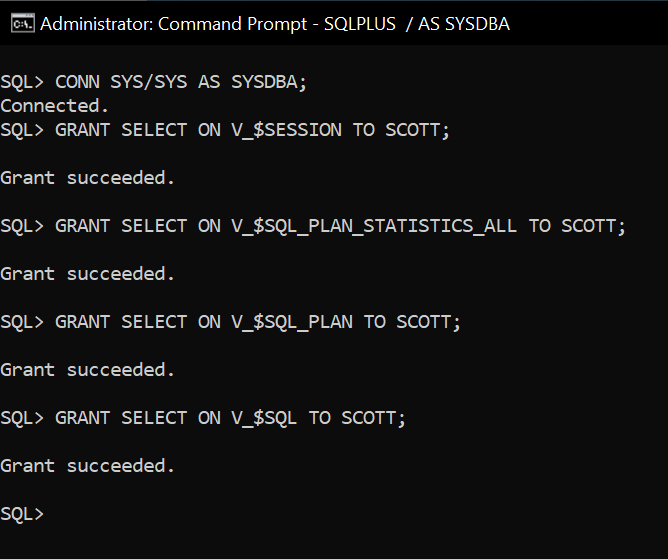 Administrator: Command Prompt - SQLPLUS / AS SYSDBA
SQL> CONN SYS/SYS AS SYSDBA;
Connected.
SQL> GRANT SELECT ON V_$SESSION TO SCOTT;
Grant succeeded.
SQL> GRANT SELECT ON V_$SQL_PLAN_STATISTICS_ALL TO SCOTT;
Grant succeeded.
SQL> GRANT SELECT ON V_$SQL_PLAN TO SCOTT;
Grant succeeded.
SQL> GRANT SELECT ON V_$SQL TO SCOTT;
Grant succeeded.
SQL>